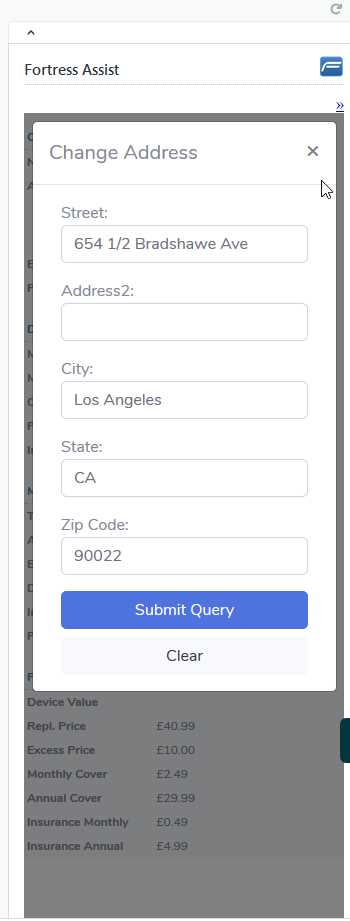 Fortress Assist
»
Change Address ×
Street:
654 1/2 Bradshawe Ave
Address2:
City:
Los Angeles
State:
CA
Zip Code:
90022
Submit Query
Clear
Device Value
Repl. Price £40.99
Excess Price £10.00
Monthly Cover £2.49
Annual Cover £29.99
Insurance Monthly £0.49
Insurance Annual £4.99